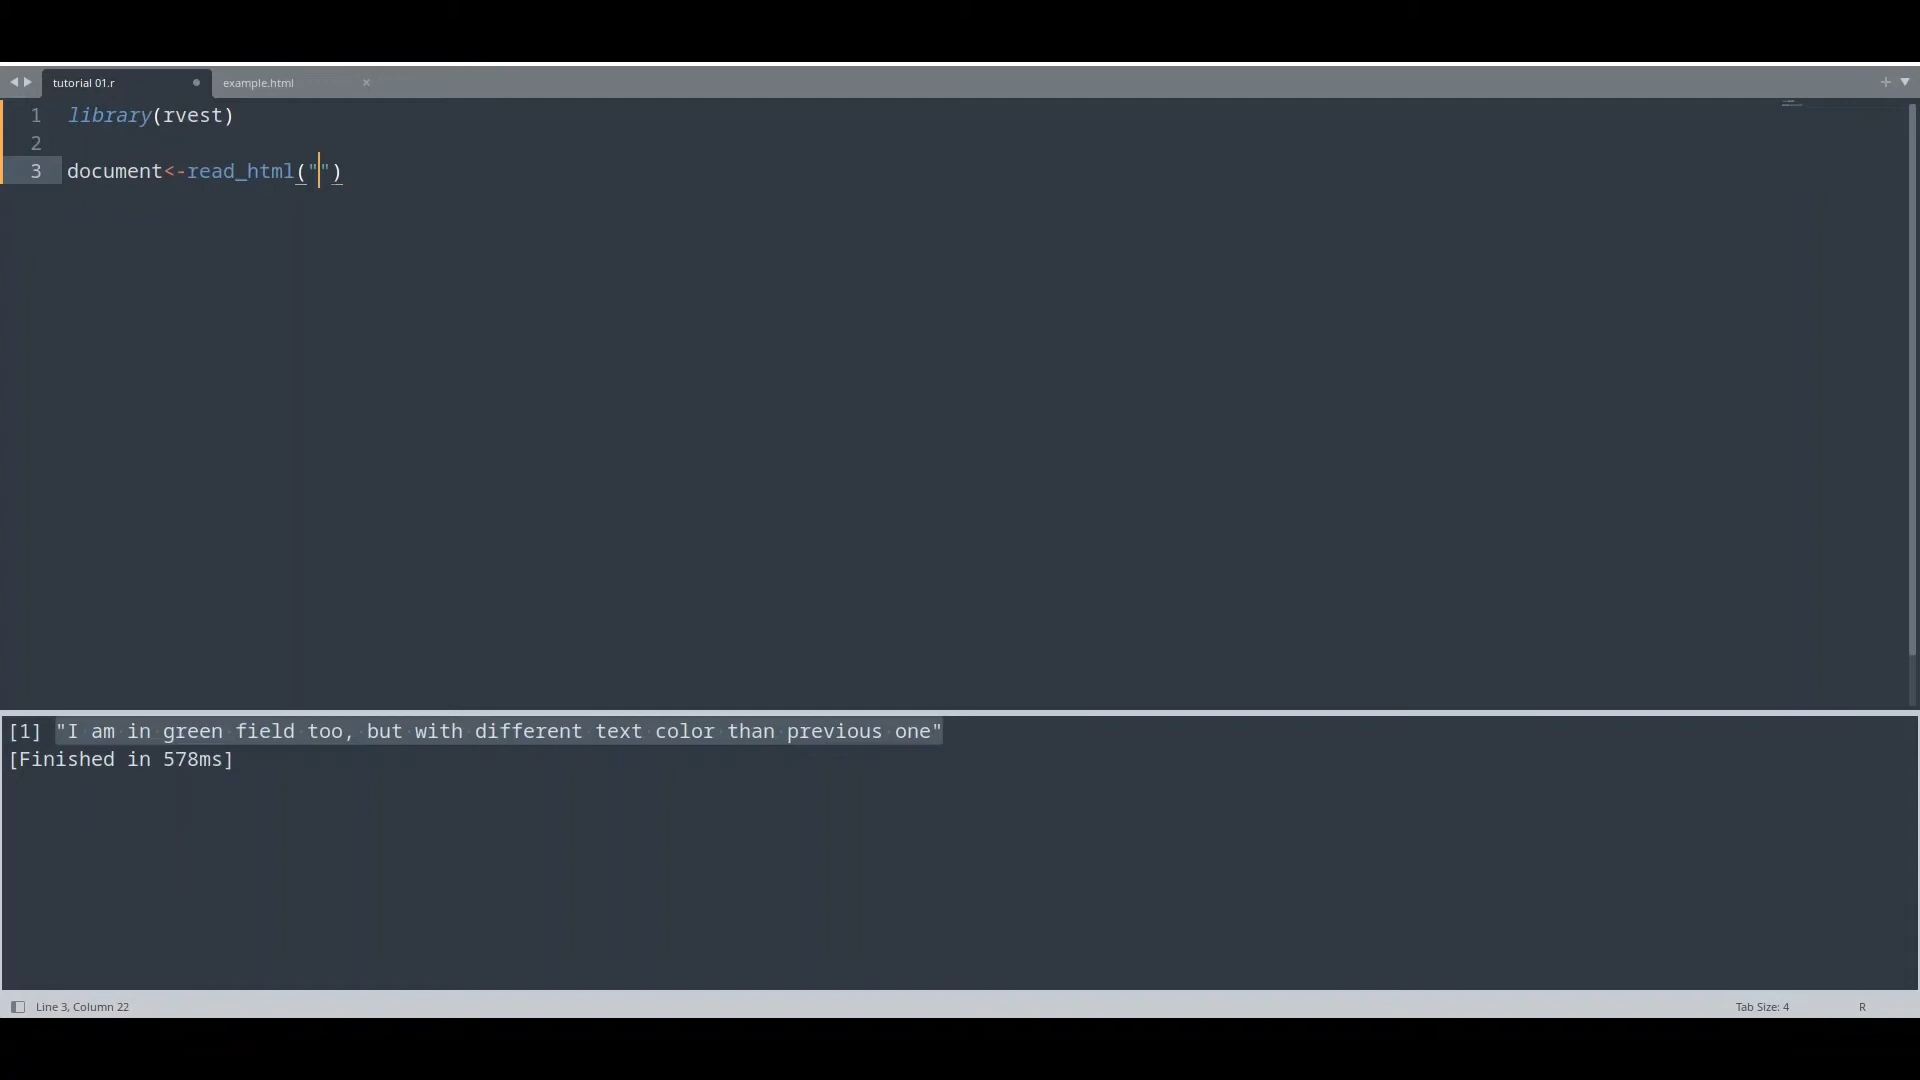 tutorial 01.r
example.html
1 library(rvest)
2
3 document<-read_html("")
[1] "I am in green field too, but with different text color than previous one"
[Finished in 578ms]
Line 3, Column 22
Tab Size: 4
R